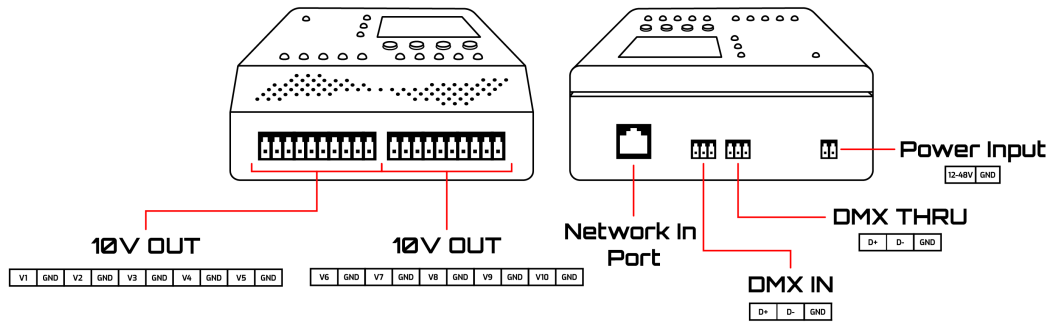 Power Input
12-48V GND
Network In
Port
DMX THRU
D+ D- GND
10V OUT
V1 GND V2 GND V3 GND V4 GND V5 GND
10V OUT
V6 GND V7 GND V8 GND V9 GND V10 GND
DMX IN
D+ D- GND